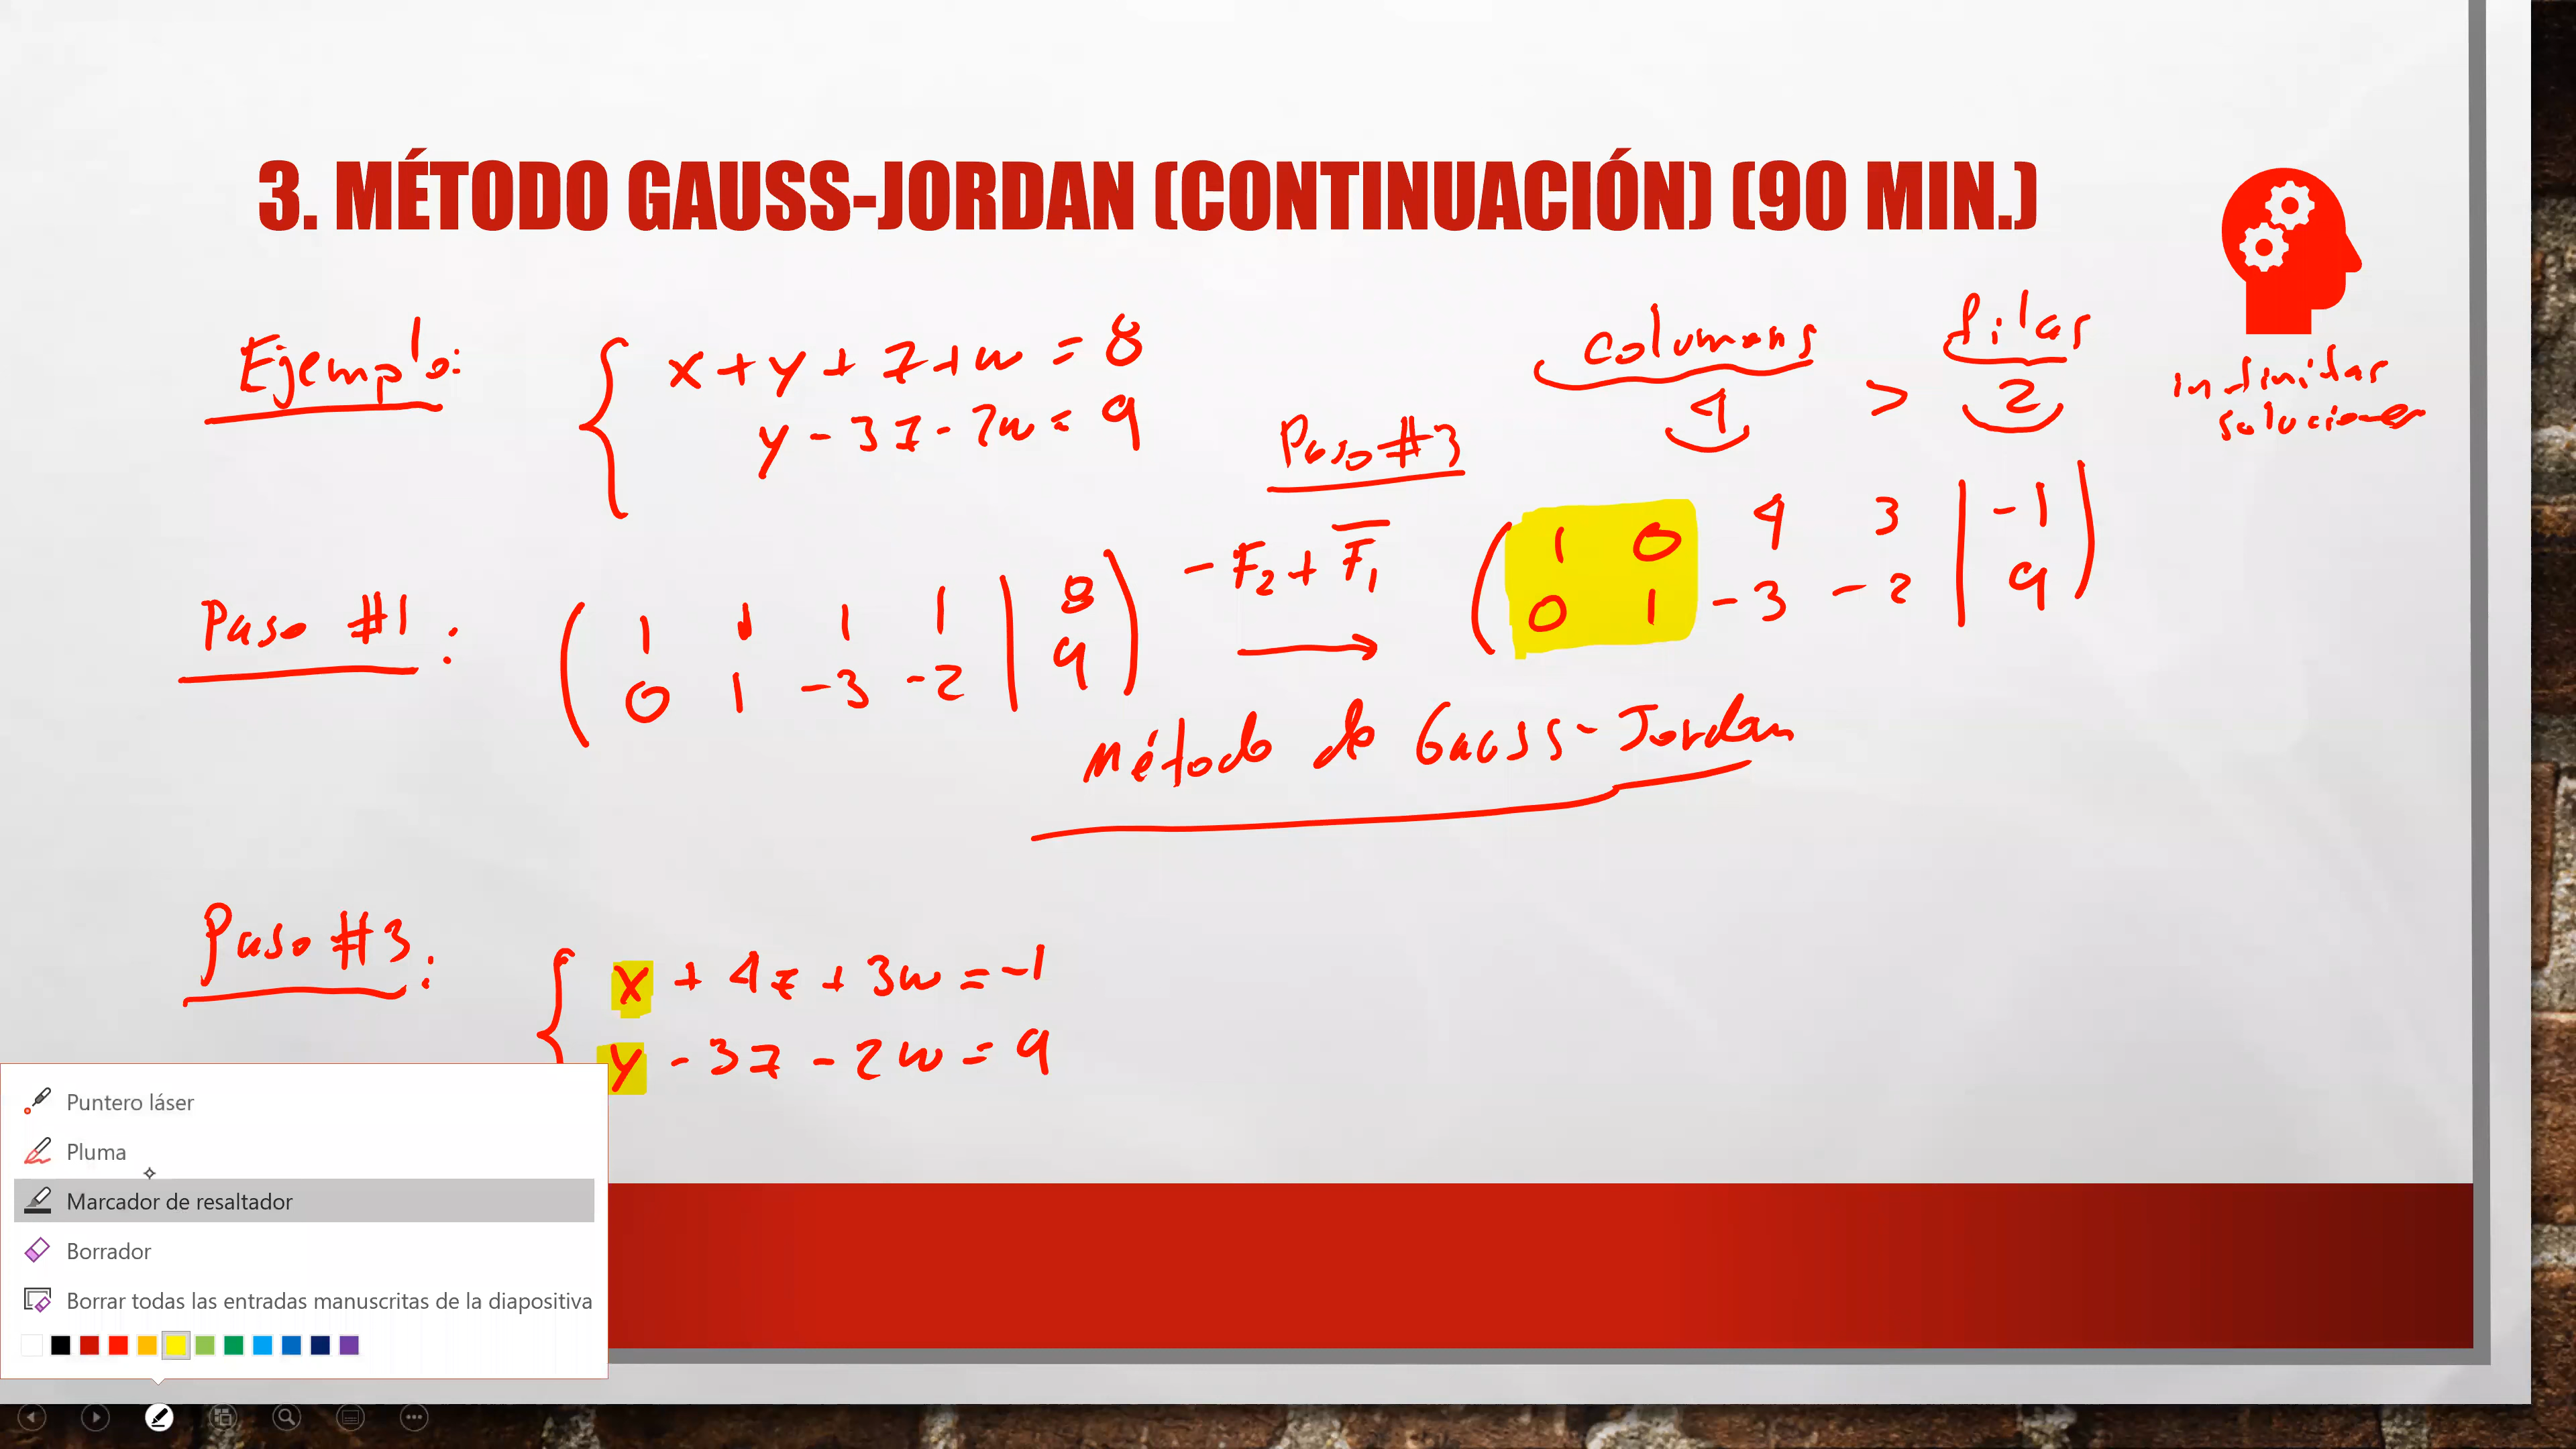 3. MÉTODO GAUSS-JORDAN (CONTINUACIÓN) (90 MIN.)
Ejemplo:
x + y + z + w = 8
y - 3z - 2w = 9
columnas > filas
4 2
infinitas
soluciones
Paso #1:
1 1 1 1 | 8
0 1 -3 -2 | 9
Paso #3
-F₂ + F₁
→
1 0 4 3 | -1
0 1 -3 -2 | 9
Método de Gauss-Jordan
Paso #3:
x + 4z + 3w = -1
y - 3z - 2w = 9
Puntero láser
Pluma
Marcador de resaltador
Borrador
Borrar todas las entradas manuscritas de la diapositiva